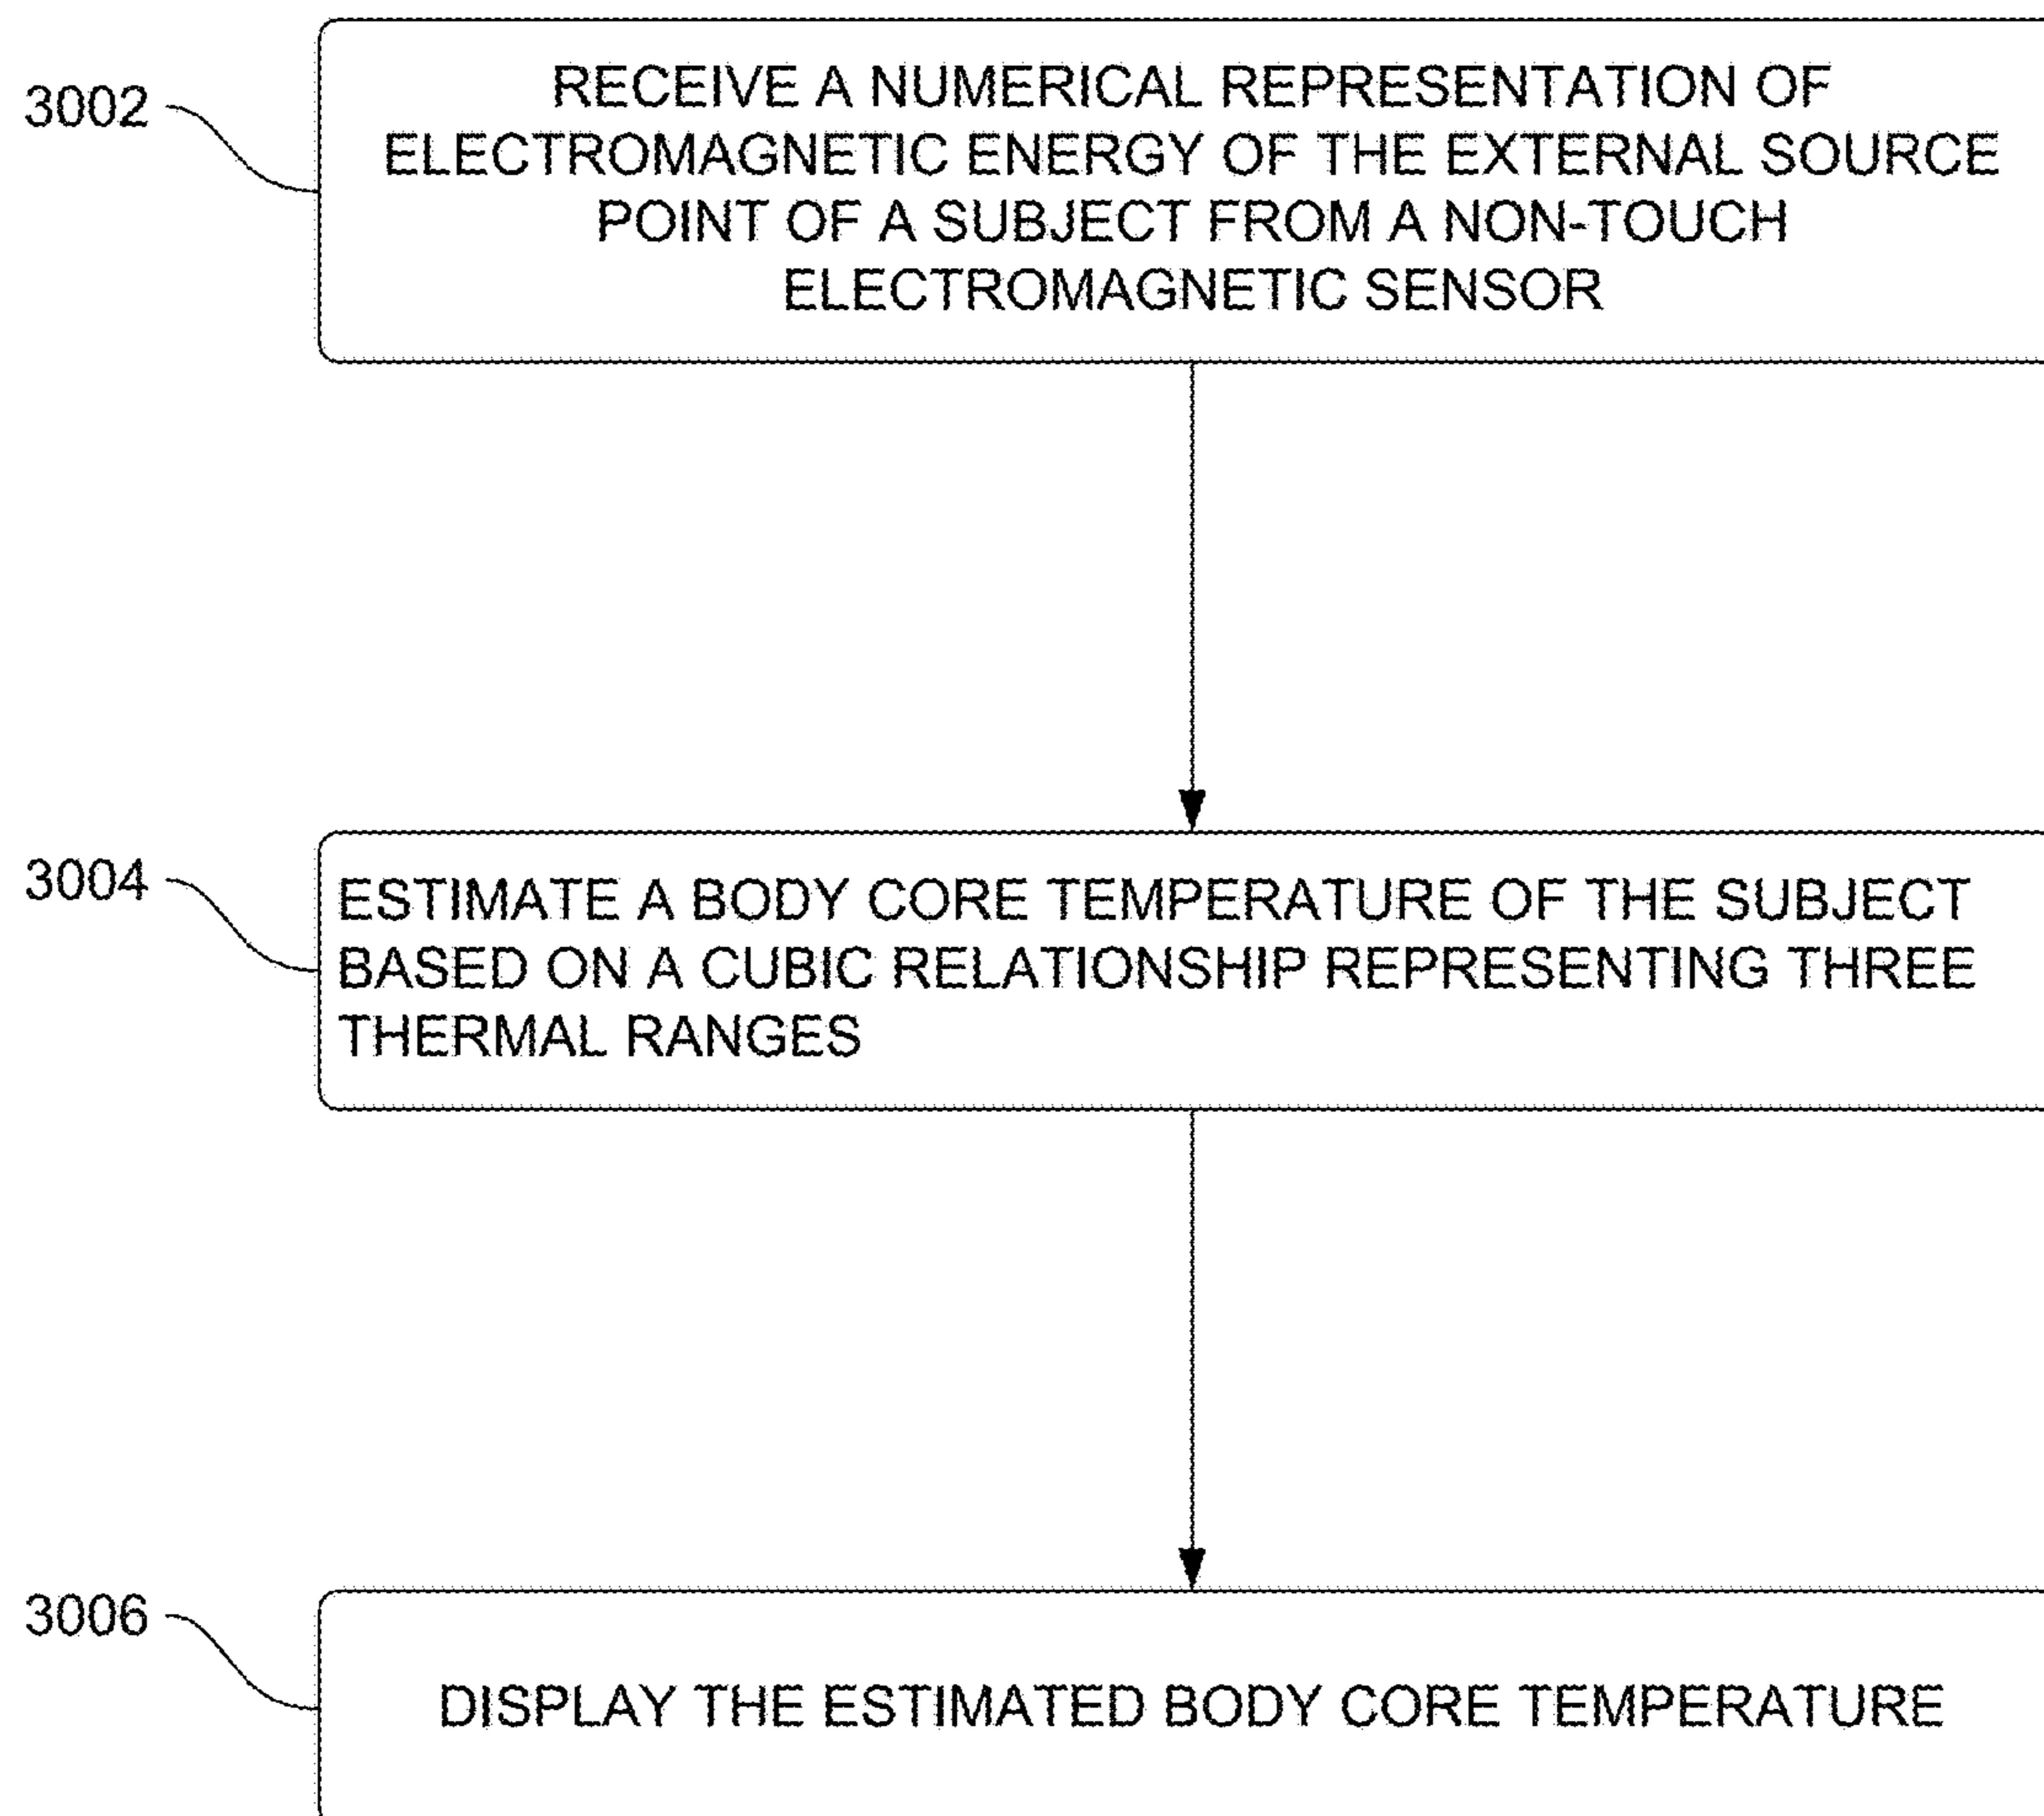 3002
RECEIVE A NUMERICAL REPRESENTATION OF
ELECTROMAGNETIC ENERGY OF THE EXTERNAL SOURCE
POINT OF A SUBJECT FROM A NON-TOUCH
ELECTROMAGNETIC SENSOR
3004
ESTIMATE A BODY CORE TEMPERATURE OF THE SUBJECT
BASED ON A CUBIC RELATIONSHIP REPRESENTING THREE
THERMAL RANGES
3006
DISPLAY THE ESTIMATED BODY CORE TEMPERATURE